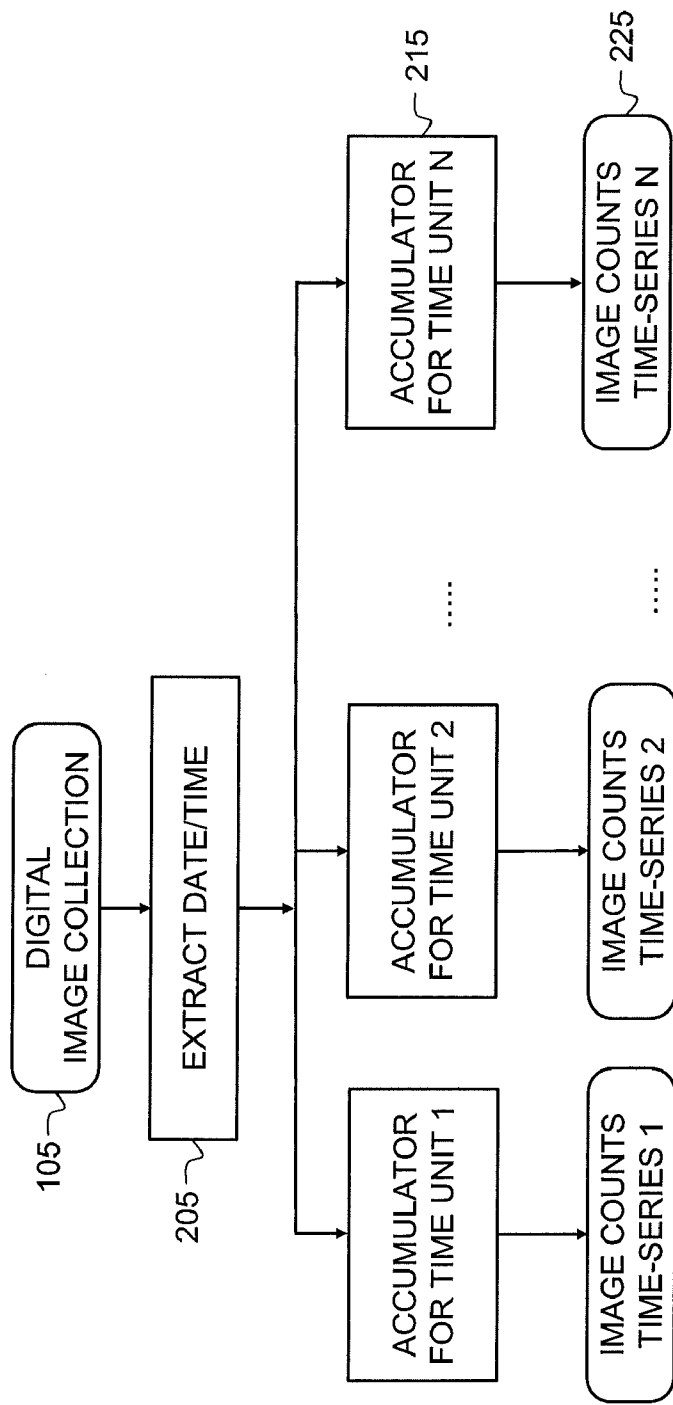 DIGITAL
IMAGE COLLECTION
105
EXTRACT DATE/TIME
205
ACCUMULATOR
FOR TIME UNIT 1
ACCUMULATOR
FOR TIME UNIT 2
.....
ACCUMULATOR
FOR TIME UNIT N
215
IMAGE COUNTS
TIME-SERIES 1
IMAGE COUNTS
TIME-SERIES 2
.....
IMAGE COUNTS
TIME-SERIES N
225